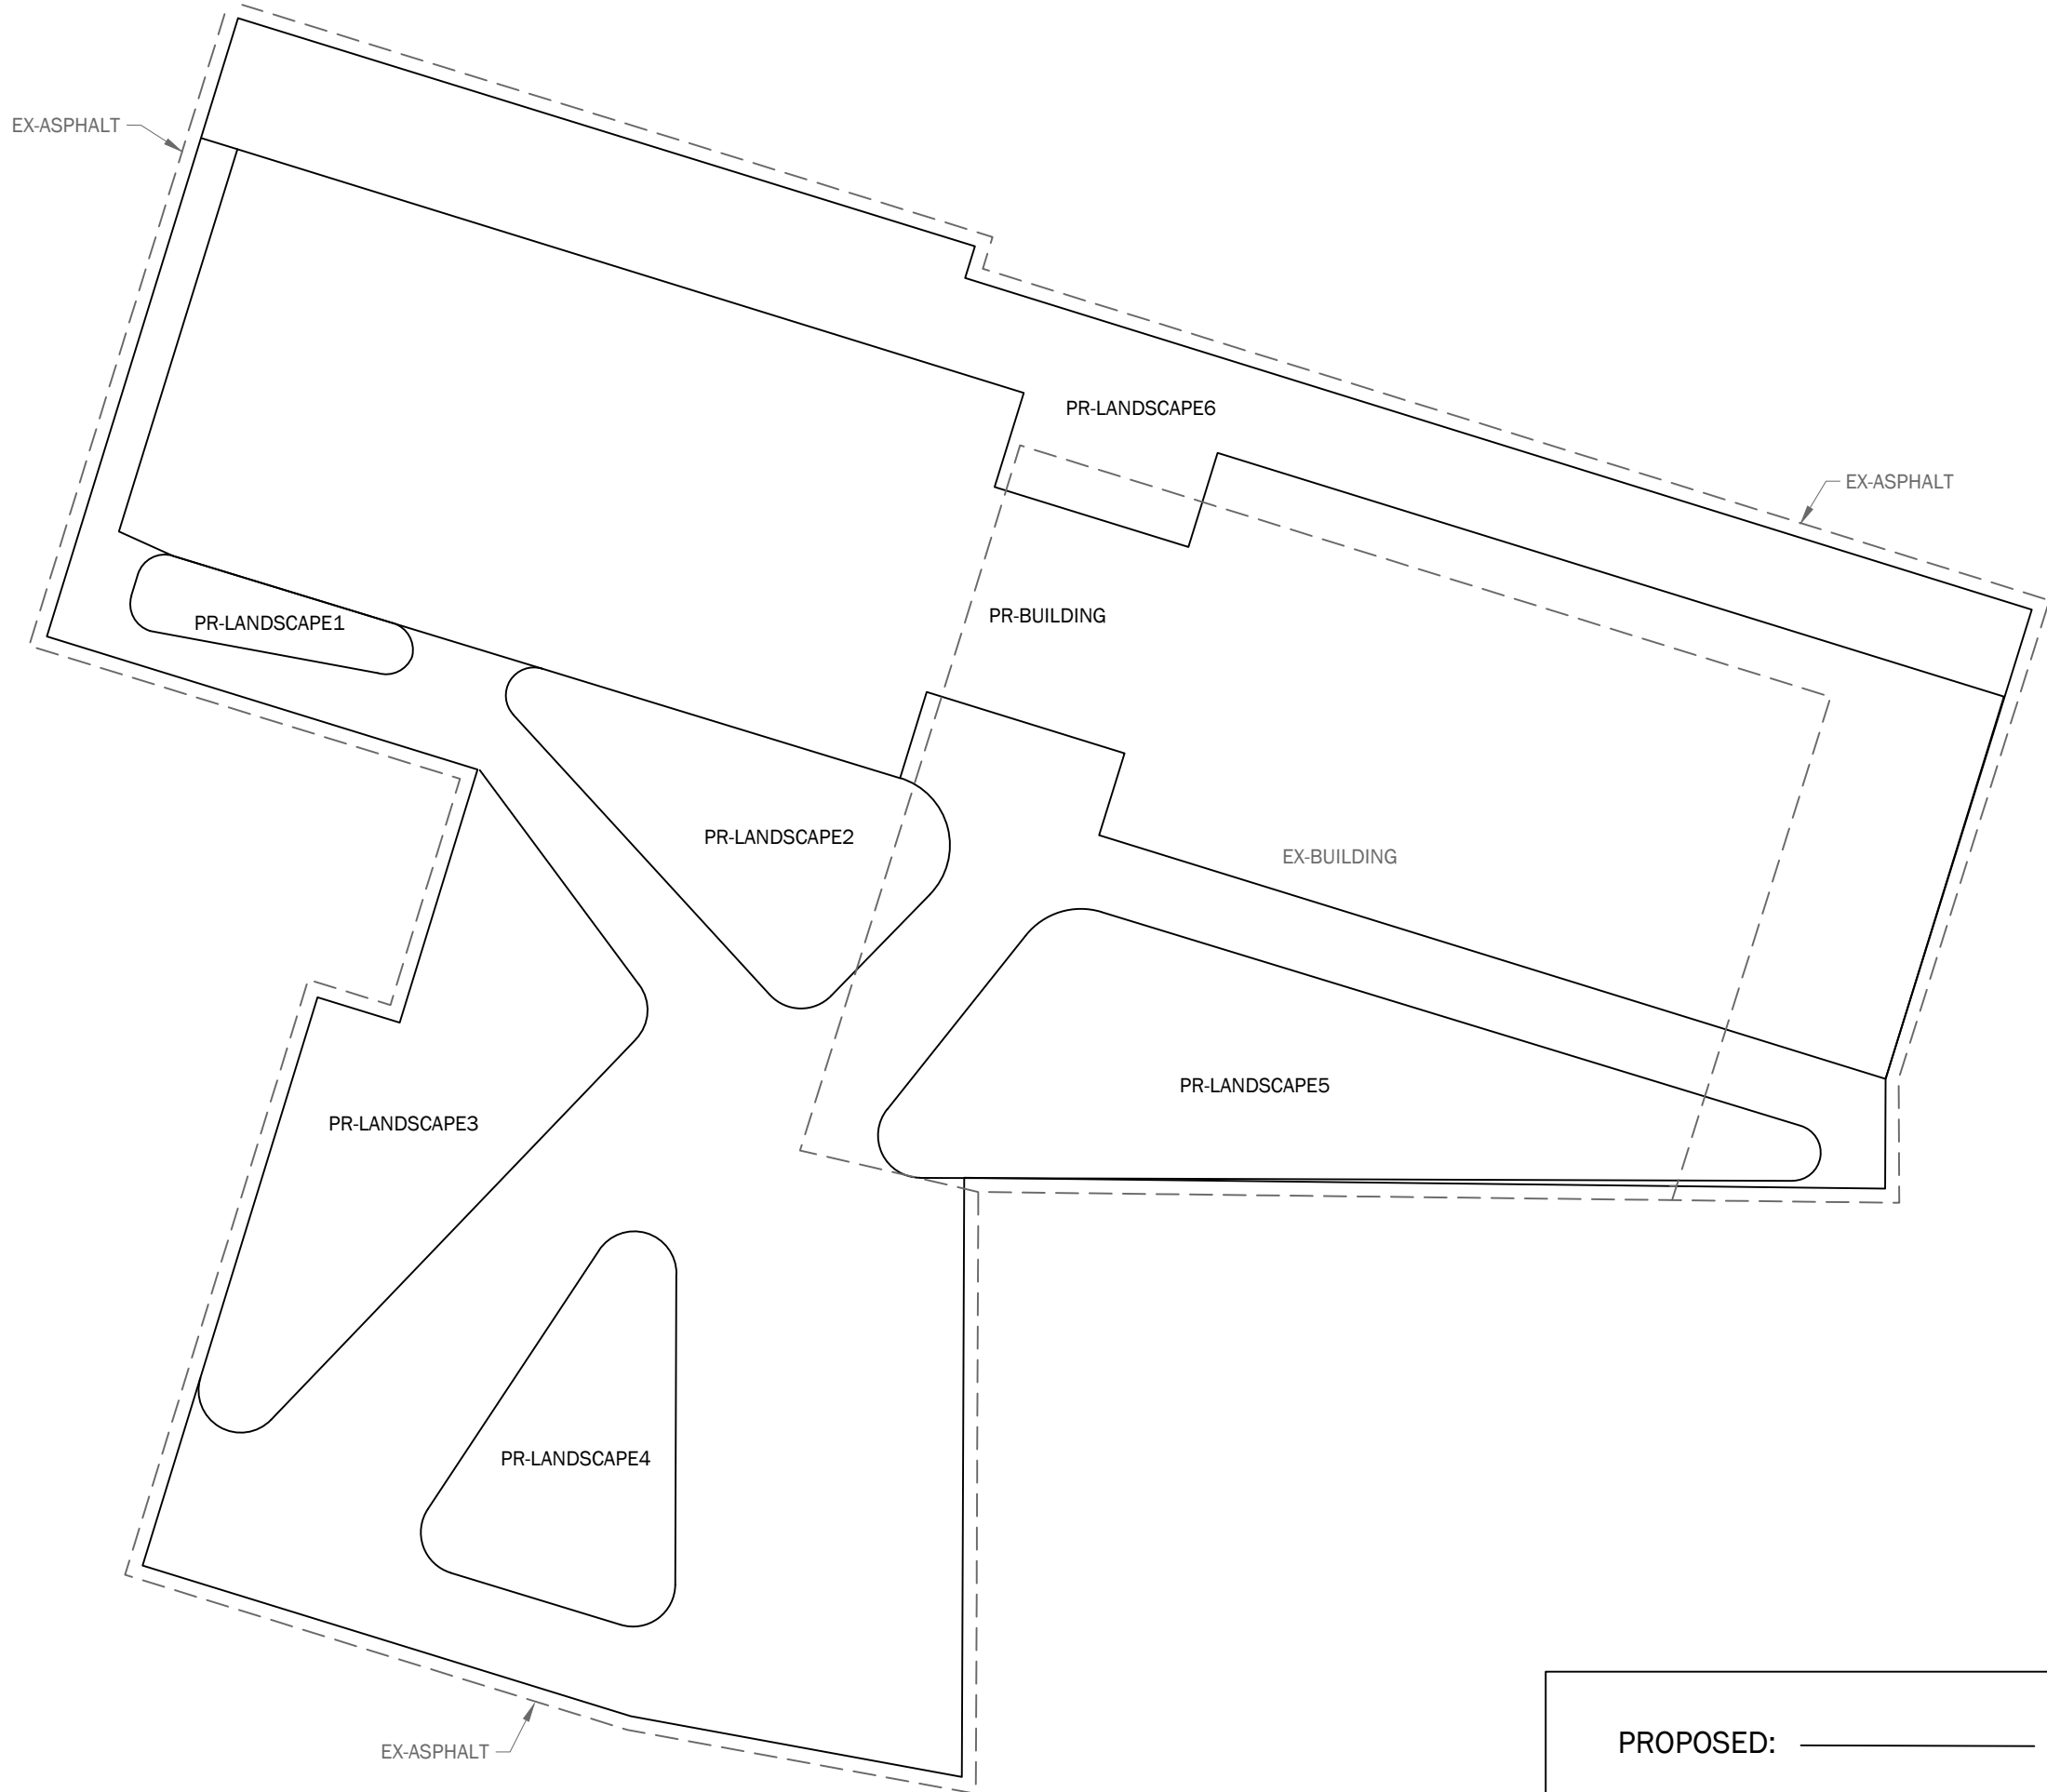 EX-ASPHALT
PR-LANDSCAPE6
EX-ASPHALT
PR-BUILDING
PR-LANDSCAPE1
PR-LANDSCAPE2
EX-BUILDING
PR-LANDSCAPE5
PR-LANDSCAPE3
PR-LANDSCAPE4
EX-ASPHALT
PROPOSED: